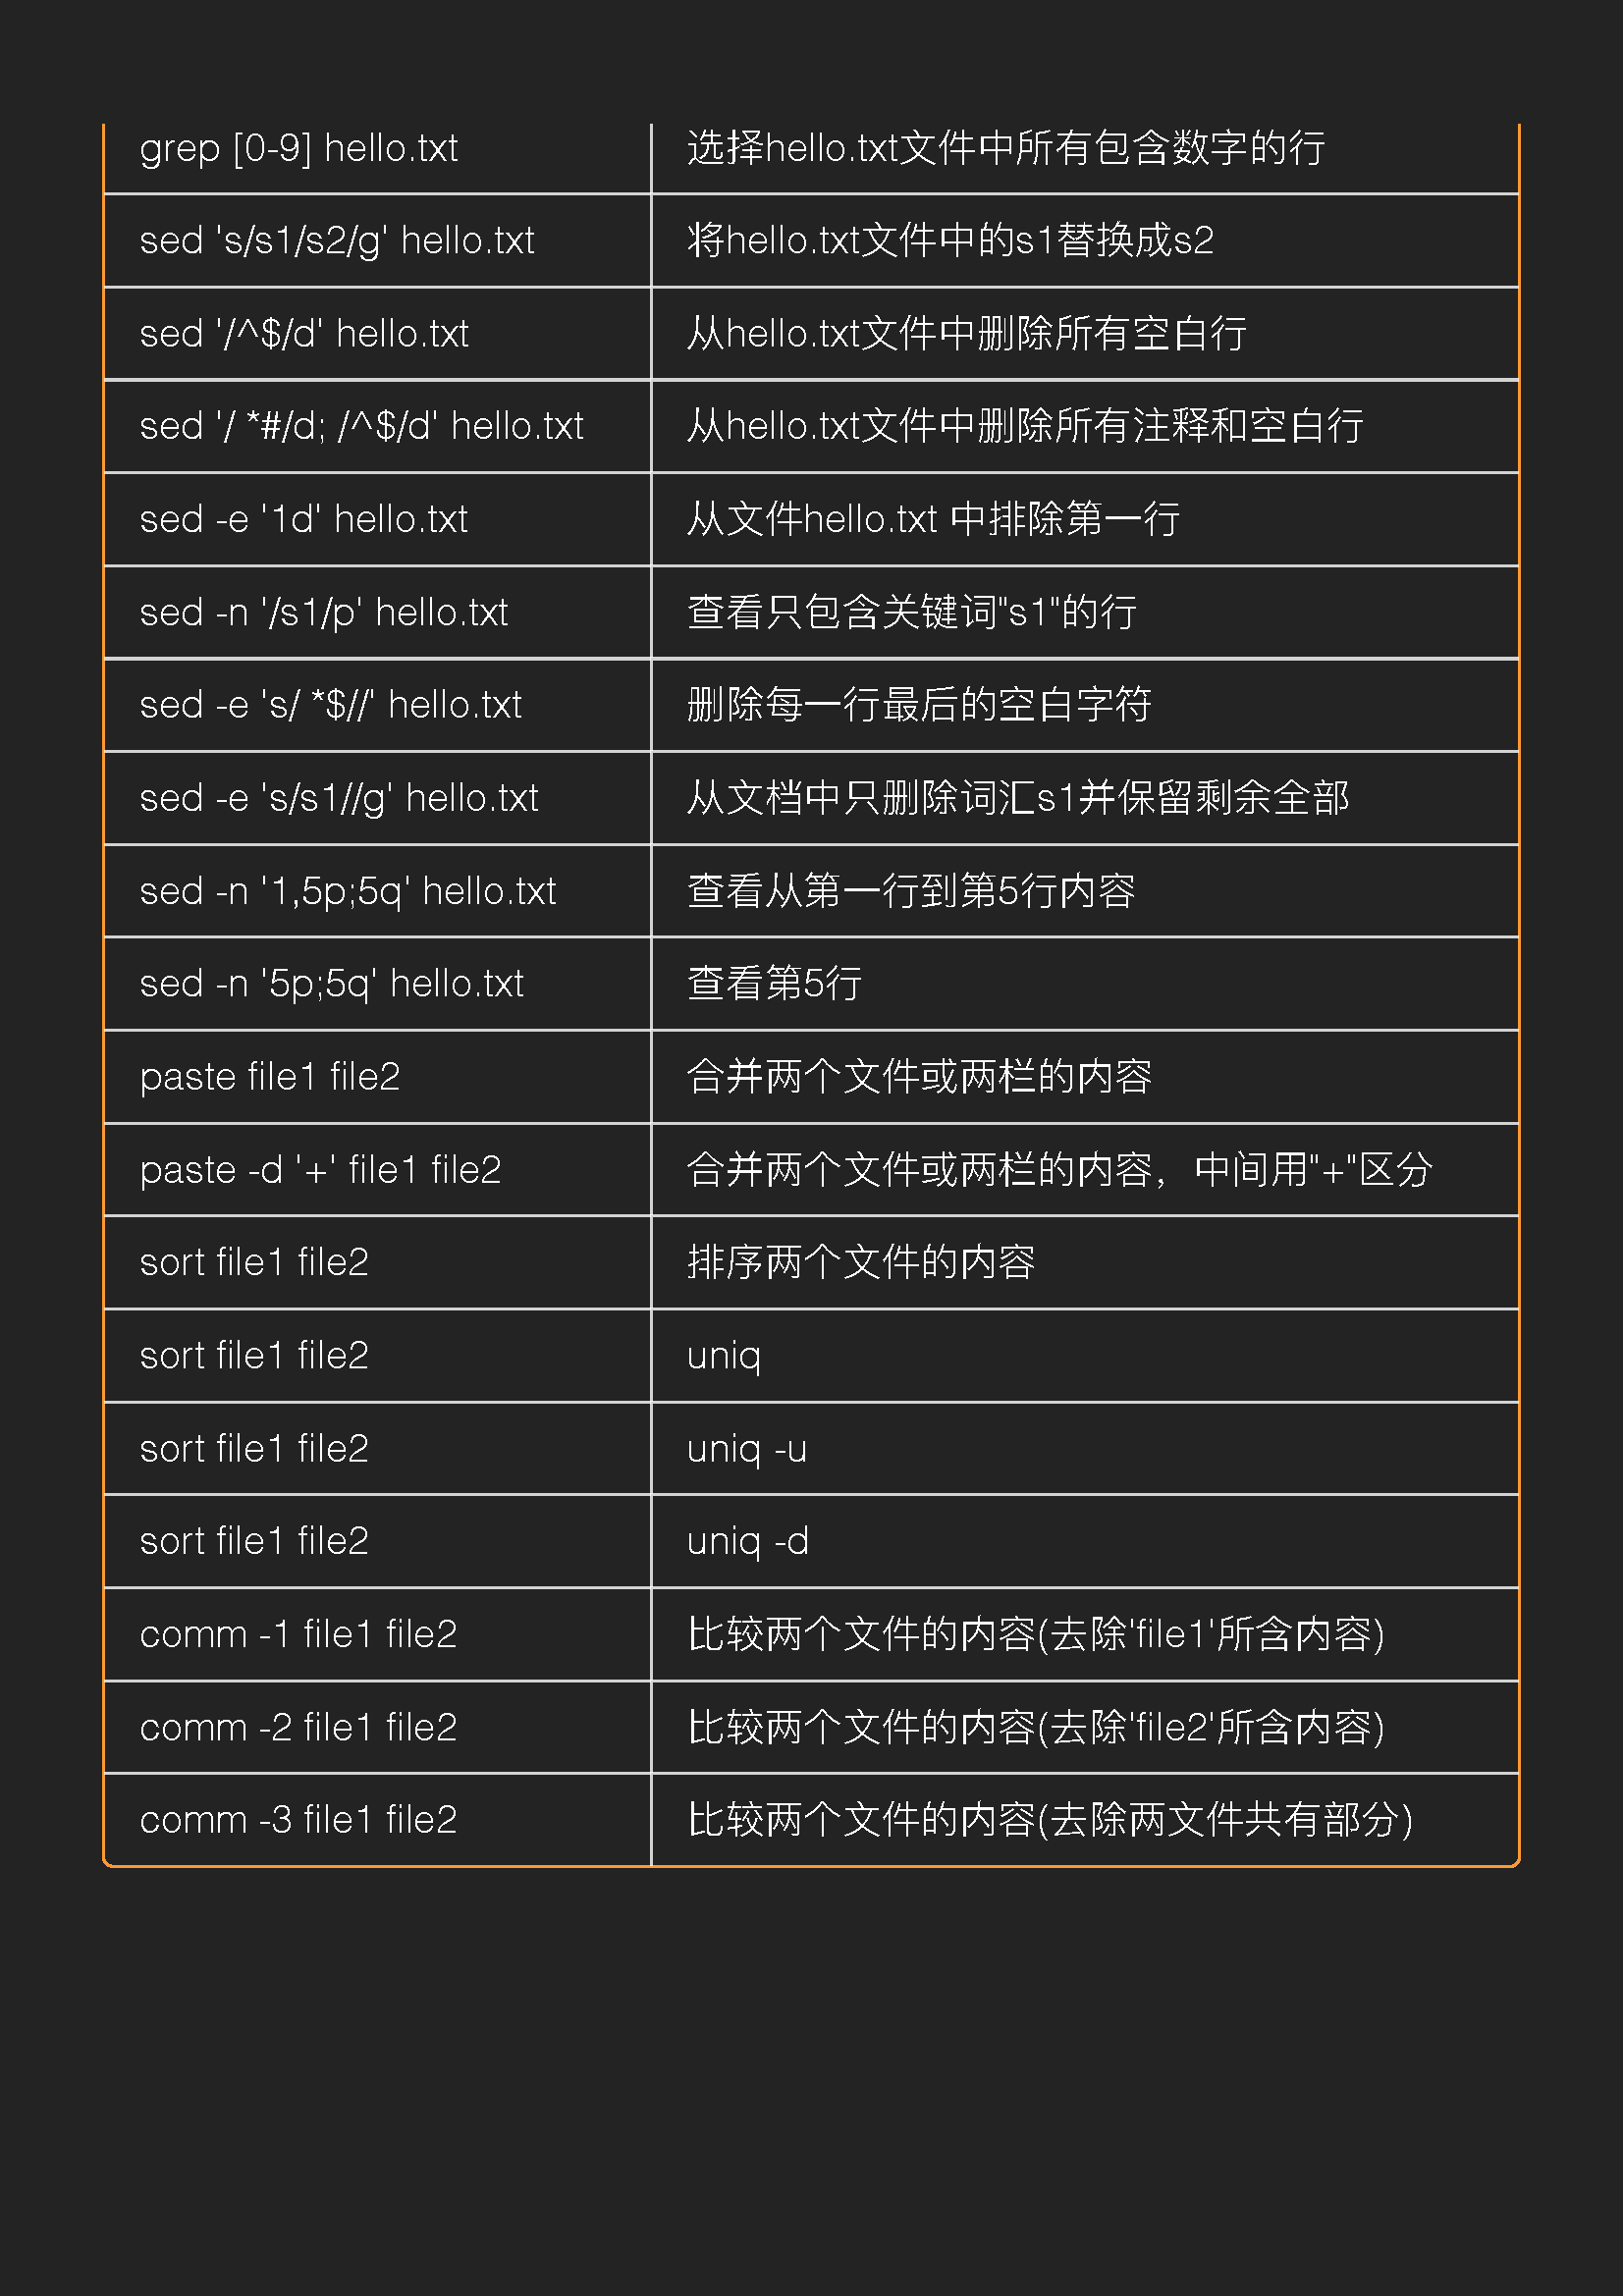 grep [0-9] hello.txt 选择hello.txt文件中所有包含数字的行
sed 's/s1/s2/g' hello.txt 将hello.txt文件中的s1替换成s2
sed '/^$/d' hello.txt 从hello.txt文件中删除所有空白行
sed '/ *#/d; /^$/d' hello.txt 从hello.txt文件中删除所有注释和空白行
sed -e '1d' hello.txt 从文件hello.txt 中排除第一行
sed -n '/s1/p' hello.txt 查看只包含关键词"s1"的行
sed -e 's/ *$//' hello.txt 删除每一行最后的空白字符
sed -e 's/s1//g' hello.txt 从文档中只删除词汇s1并保留剩余全部
sed -n '1,5p;5q' hello.txt 查看从第一行到第5行内容
sed -n '5p;5q' hello.txt 查看第5行
paste file1 file2 合并两个文件或两栏的内容
paste -d '+' file1 file2 合并两个文件或两栏的内容，中间用"+"区分
sort file1 file2 排序两个文件的内容
sort file1 file2 uniq
sort file1 file2 uniq -u
sort file1 file2 uniq -d
comm -1 file1 file2 比较两个文件的内容(去除'file1'所含内容)
comm -2 file1 file2 比较两个文件的内容(去除'file2'所含内容)
comm -3 file1 file2 比较两个文件的内容(去除两文件共有部分)